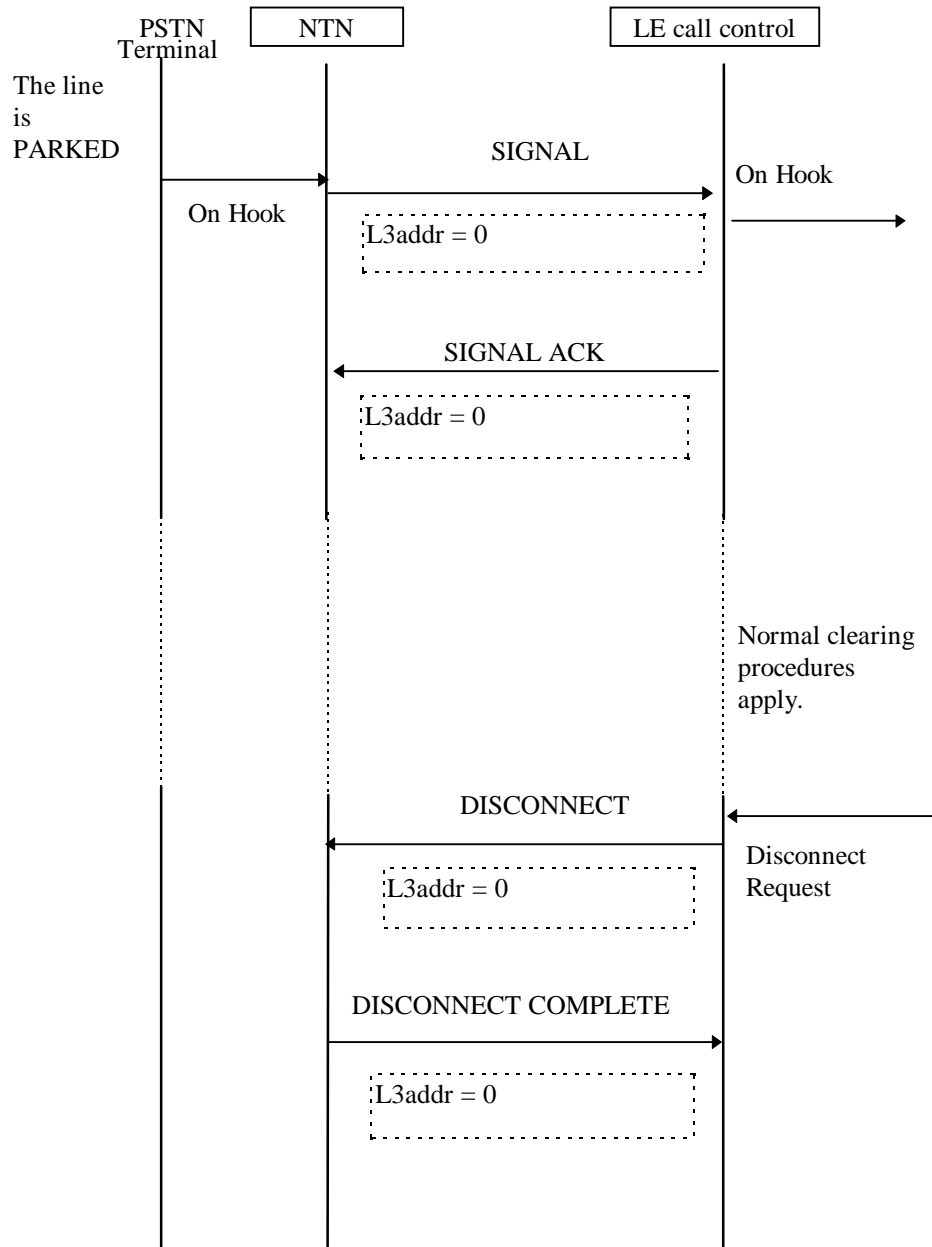 PSTN
Terminal
NTN
LE call control
The line
is
PARKED
SIGNAL
On Hook
On Hook
L3addr = 0
SIGNAL ACK
L3addr = 0
Normal clearing
procedures
apply.
DISCONNECT
Disconnect
Request
L3addr = 0
DISCONNECT COMPLETE
L3addr = 0